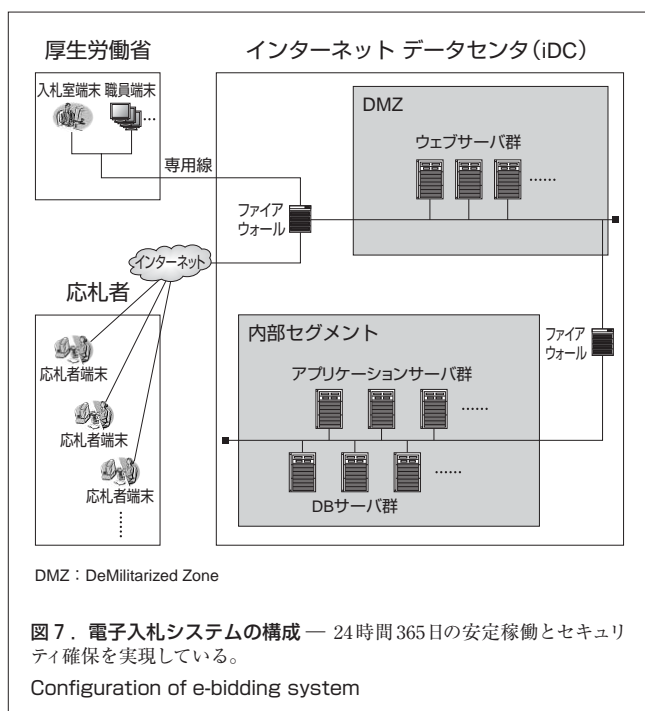 厚生労働省
インターネット データセンタ(iDC)
入札室端末 職員端末
...
専用線
DMZ
ウェブサーバ群
......
ファイア
ウォール
インターネット
応札者
応札者端末
応札者端末
応札者端末
......
内部セグメント
アプリケーションサーバ群
......
ファイア
ウォール
......
DBサーバ群
DMZ:DeMilitarized Zone
図7.電子入札システムの構成 — 24時間365日の安定稼働とセキュリ
ティ確保を実現している。
Configuration of e-bidding system